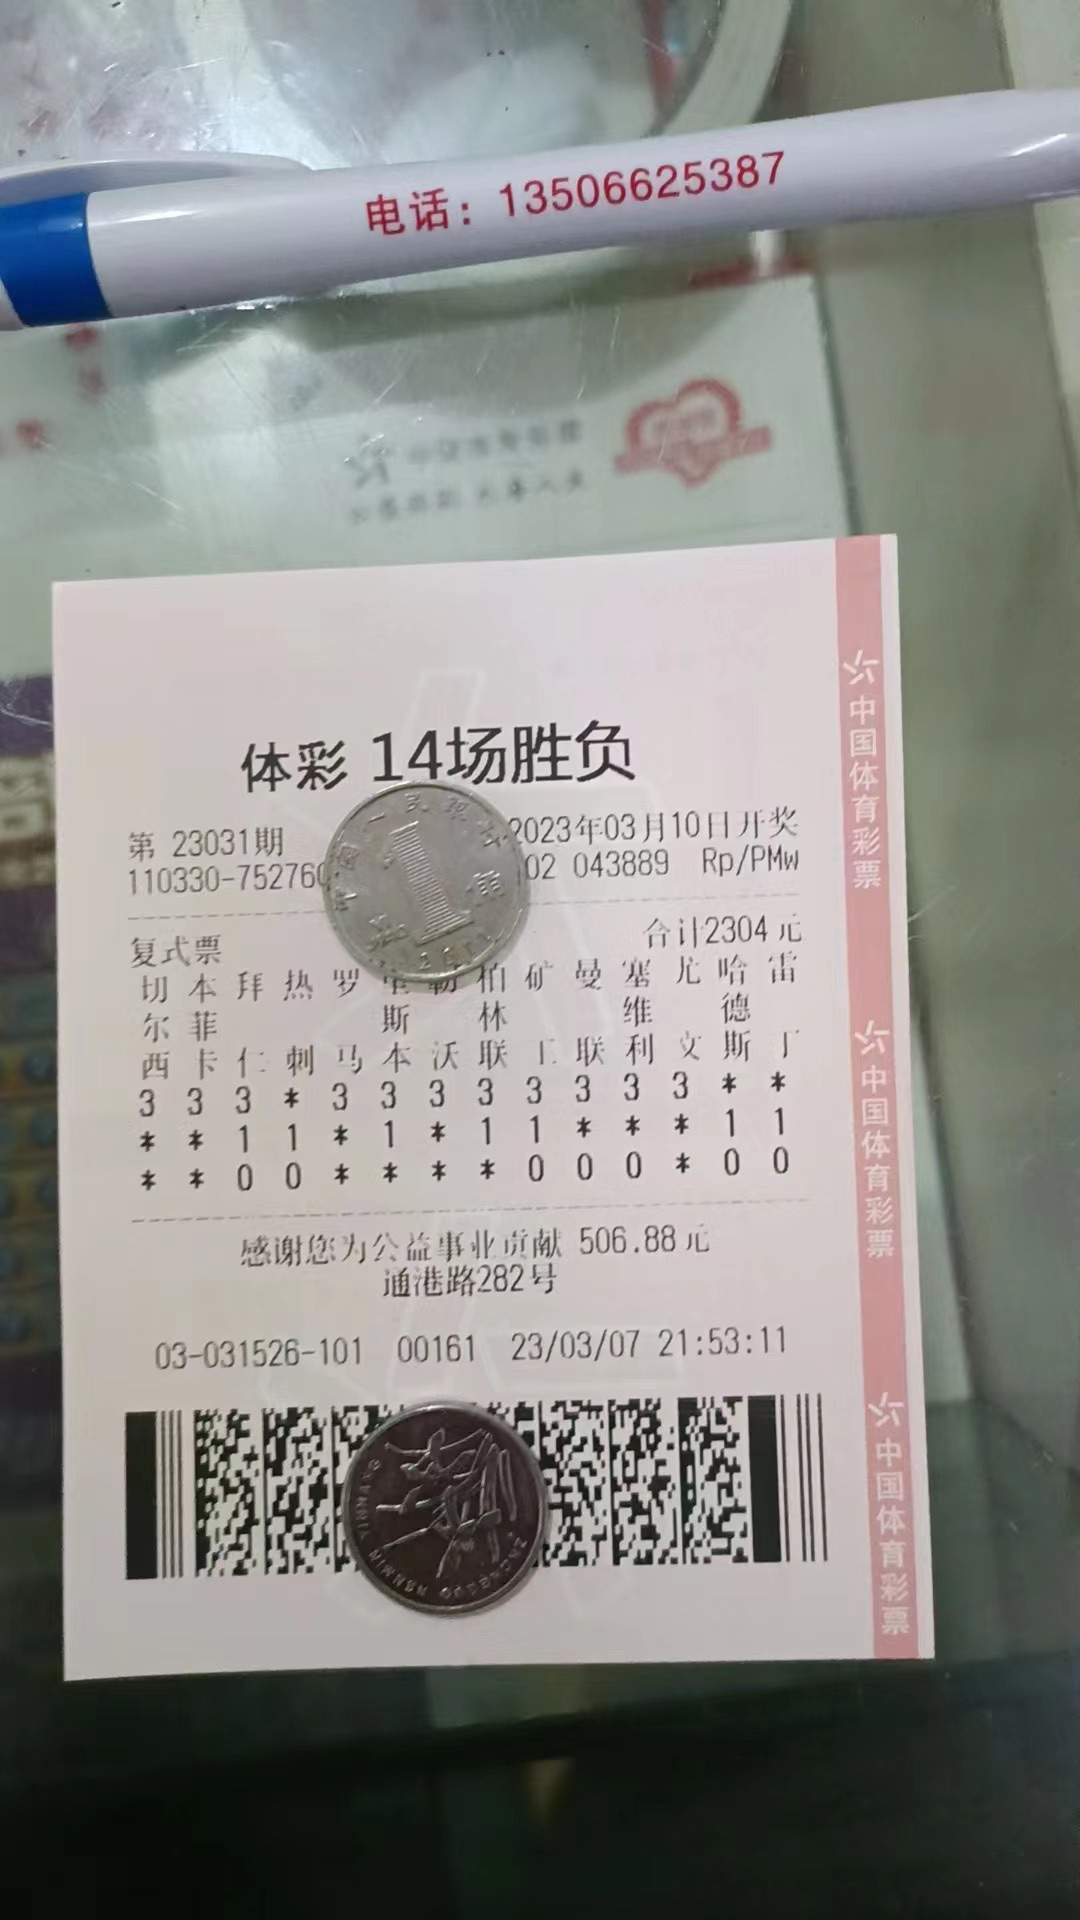 电话：13506625387
体彩 14场胜负
第 23031期 2023年03月10日开奖
110330-752760 02 043889 Rp/PMw
复式票 合计2304元
切 本 拜 热 罗 勒 柏 矿 曼 塞 尤 哈 雷
尔 菲 斯 林 维 德
西 卡 仁 刺 马 本 沃 联 工 联 利 文 斯 丁
3 3 3 * 3 3 3 3 3 3 3 3 * *
* * 1 1 * 1 * 1 1 * * * 1 1
* * 0 0 * * * * 0 0 0 * 0 0
感谢您为公益事业贡献 506.88元
通港路282号
03-031526-101 00161 23/03/07 21:53:11
中国体育彩票
中国体育彩票
中国体育彩票
1
ZHONGGUO RENMIN YINHANG